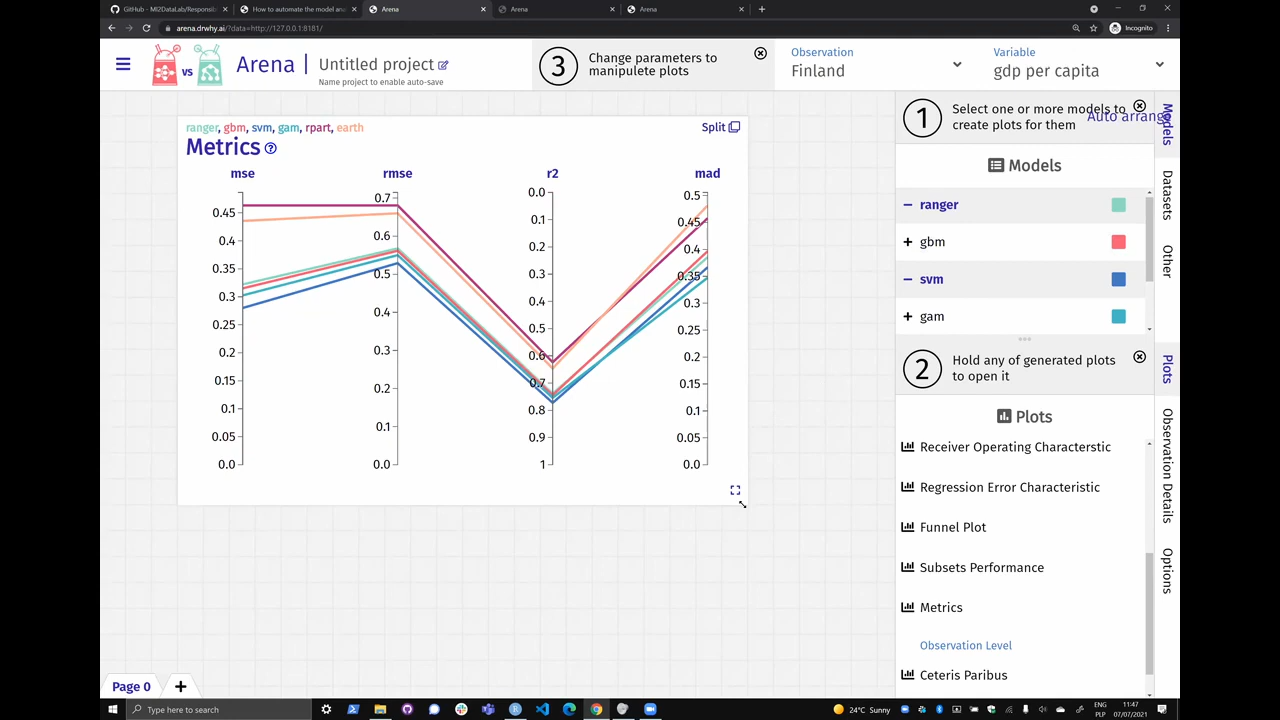 GitHub - MI2DataLab/Responsib
How to automate the model ana
Arena
Arena
Arena
arena.drwhy.ai/?data=http://127.0.0.1:8181/
Incognito
vs
Arena
Untitled project
Name project to enable auto-save
3
Change parameters to
manipulete plots
Observation
Finland
Variable
gdp per capita
ranger, gbm, svm, gam, rpart, earth
Split
Metrics
mse
rmse
r2
mad
0.45
0.4
0.35
0.3
0.25
0.2
0.15
0.1
0.05
0.0
0.7
0.6
0.5
0.4
0.3
0.2
0.1
0.0
0.0
0.1
0.2
0.3
0.4
0.5
0.6
0.7
0.8
0.9
1
0.5
0.45
0.4
0.35
0.3
0.25
0.2
0.15
0.1
0.05
0.0
1
Select one or more models to
create plots for them
Auto arrange
Models
ranger
gbm
svm
gam
2
Hold any of generated plots
to open it
Plots
Receiver Operating Characterstic
Regression Error Characteristic
Funnel Plot
Subsets Performance
Metrics
Observation Level
Ceteris Paribus
Models
Datasets
Other
Plots
Observation Details
Options
Page 0
Type here to search
24°C Sunny
ENG
PLP
11:47
07/07/2021